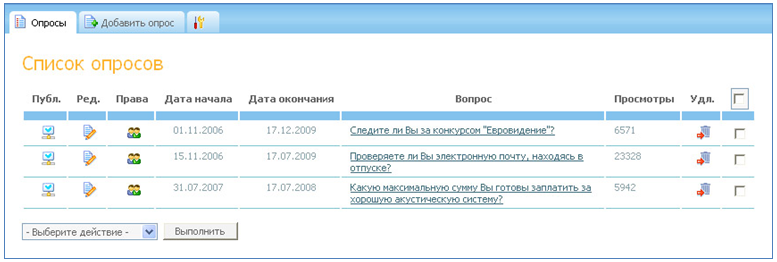 Опросы Добавить опрос
Список опросов
Публ. Ред. Права Дата начала Дата окончания Вопрос Просмотры Удл.
01.11.2006 17.12.2009 Следите ли Вы за конкурсом "Евровидение"? 6571
15.11.2006 17.07.2009 Проверяете ли Вы электронную почту, находясь в 23328
отпуске?
31.07.2007 17.07.2008 Какую максимальную сумму Вы готовы заплатить за 5942
хорошую акустическую систему?
- Выберите действие - Выполнить